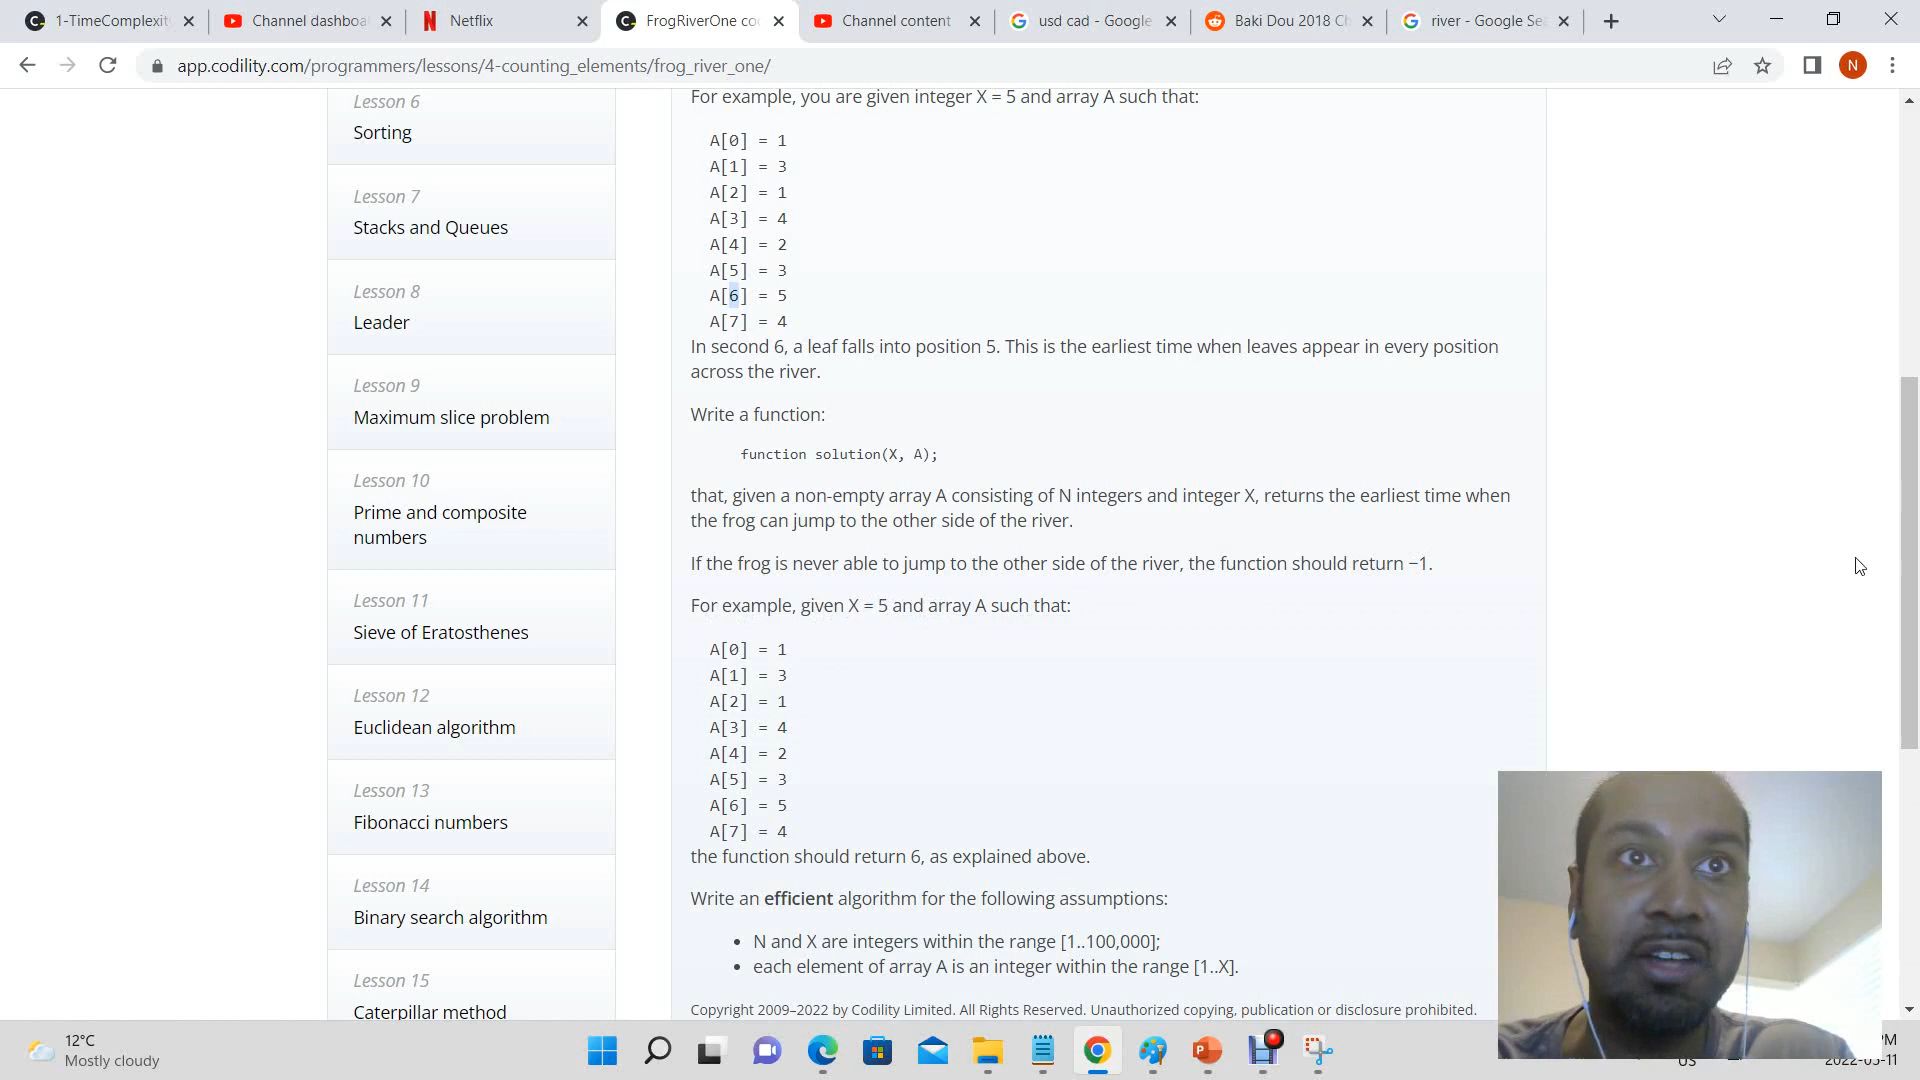 1-TimeComplexit
Channel dashboa
Netflix
FrogRiverOne co
Channel content
usd cad - Google
Baki Dou 2018 Ch
river - Google Sea
app.codility.com/programmers/lessons/4-counting_elements/frog_river_one/
N
Lesson 6
Sorting
Lesson 7
Stacks and Queues
Lesson 8
Leader
Lesson 9
Maximum slice problem
Lesson 10
Prime and composite
numbers
Lesson 11
Sieve of Eratosthenes
Lesson 12
Euclidean algorithm
Lesson 13
Fibonacci numbers
Lesson 14
Binary search algorithm
Lesson 15
Caterpillar method
For example, you are given integer X = 5 and array A such that:
A[0] = 1
A[1] = 3
A[2] = 1
A[3] = 4
A[4] = 2
A[5] = 3
A[6] = 5
A[7] = 4
In second 6, a leaf falls into position 5. This is the earliest time when leaves appear in every position
across the river.
Write a function:
function solution(X, A);
that, given a non-empty array A consisting of N integers and integer X, returns the earliest time when
the frog can jump to the other side of the river.
If the frog is never able to jump to the other side of the river, the function should return −1.
For example, given X = 5 and array A such that:
A[0] = 1
A[1] = 3
A[2] = 1
A[3] = 4
A[4] = 2
A[5] = 3
A[6] = 5
A[7] = 4
the function should return 6, as explained above.
Write an efficient algorithm for the following assumptions:
• N and X are integers within the range [1..100,000];
• each element of array A is an integer within the range [1..X].
Copyright 2009–2022 by Codility Limited. All Rights Reserved. Unauthorized copying, publication or disclosure prohibited.
12°C
Mostly cloudy
US
PM
2022-05-11